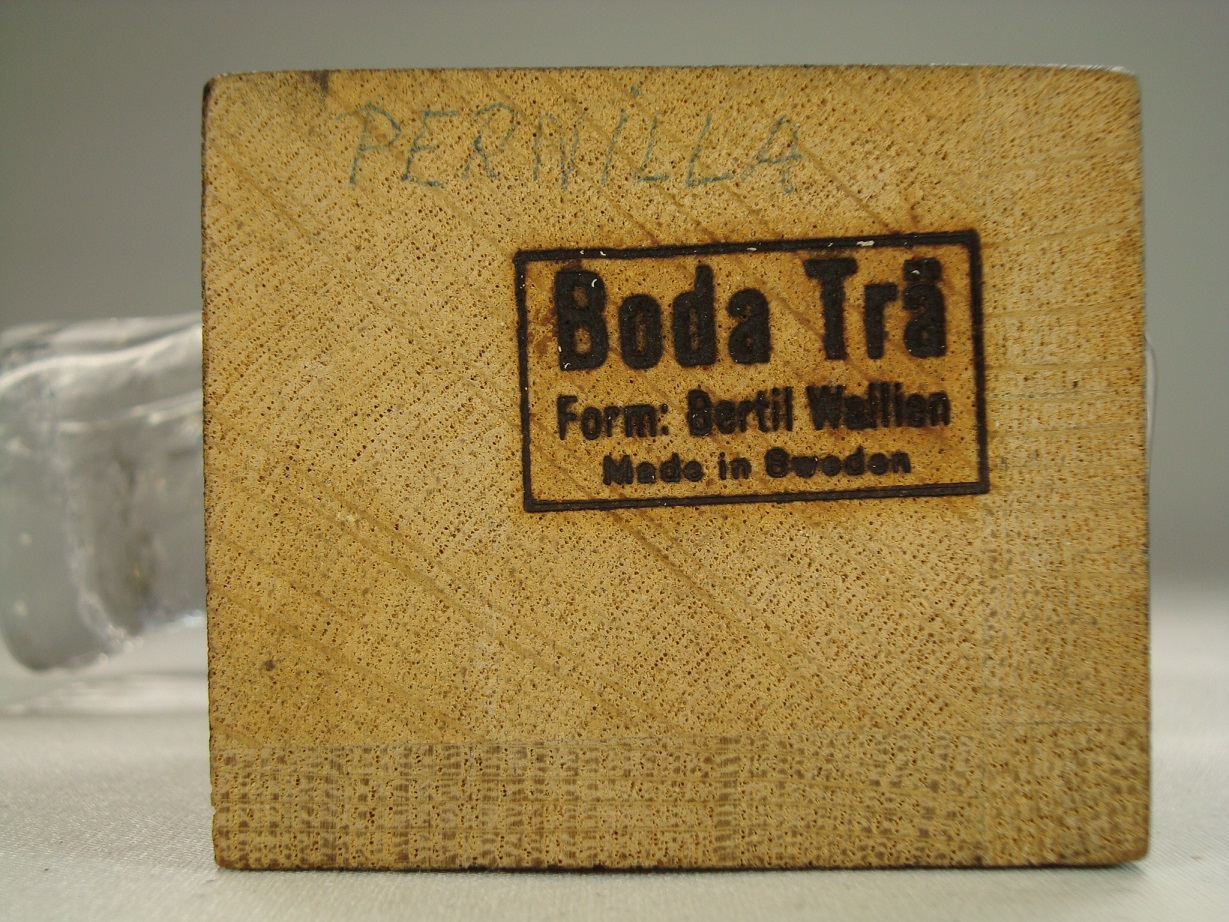 PERNILLA
Boda Trä
Form: Bertil Wallien
Made in Sweden